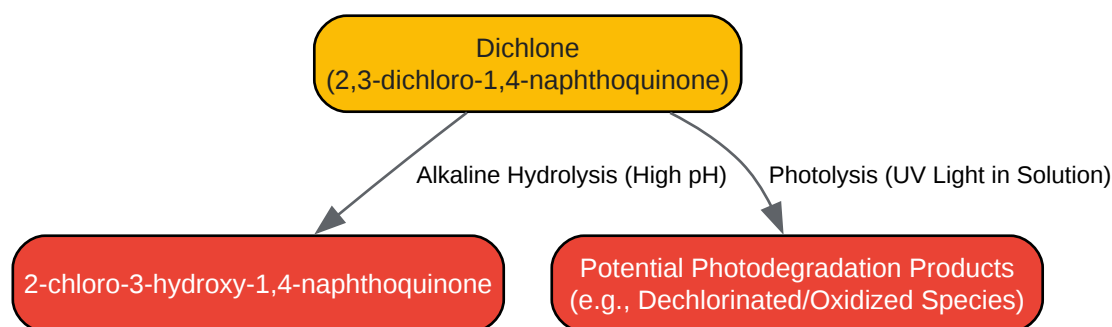 Dichlone
(2,3-dichloro-1,4-naphthoquinone)
Alkaline Hydrolysis (High pH)
Photolysis (UV Light in Solution)
2-chloro-3-hydroxy-1,4-naphthoquinone
Potential Photodegradation Products
(e.g., Dechlorinated/Oxidized Species)